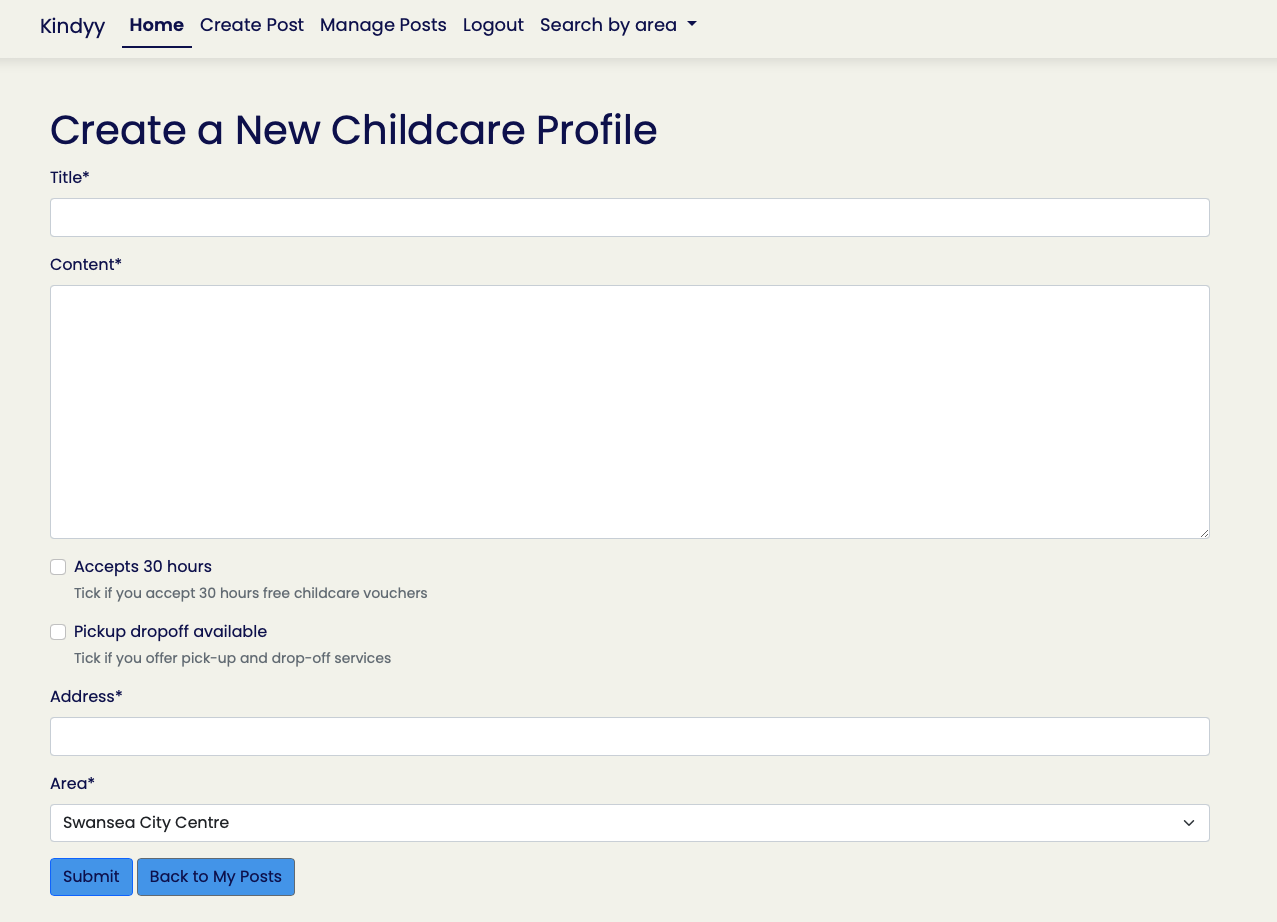 Kindyy Home Create Post Manage Posts Logout Search by area
Create a New Childcare Profile
Title*
Content*
Accepts 30 hours
Tick if you accept 30 hours free childcare vouchers
Pickup dropoff available
Tick if you offer pick-up and drop-off services
Address*
Area*
Swansea City Centre
Submit Back to My Posts